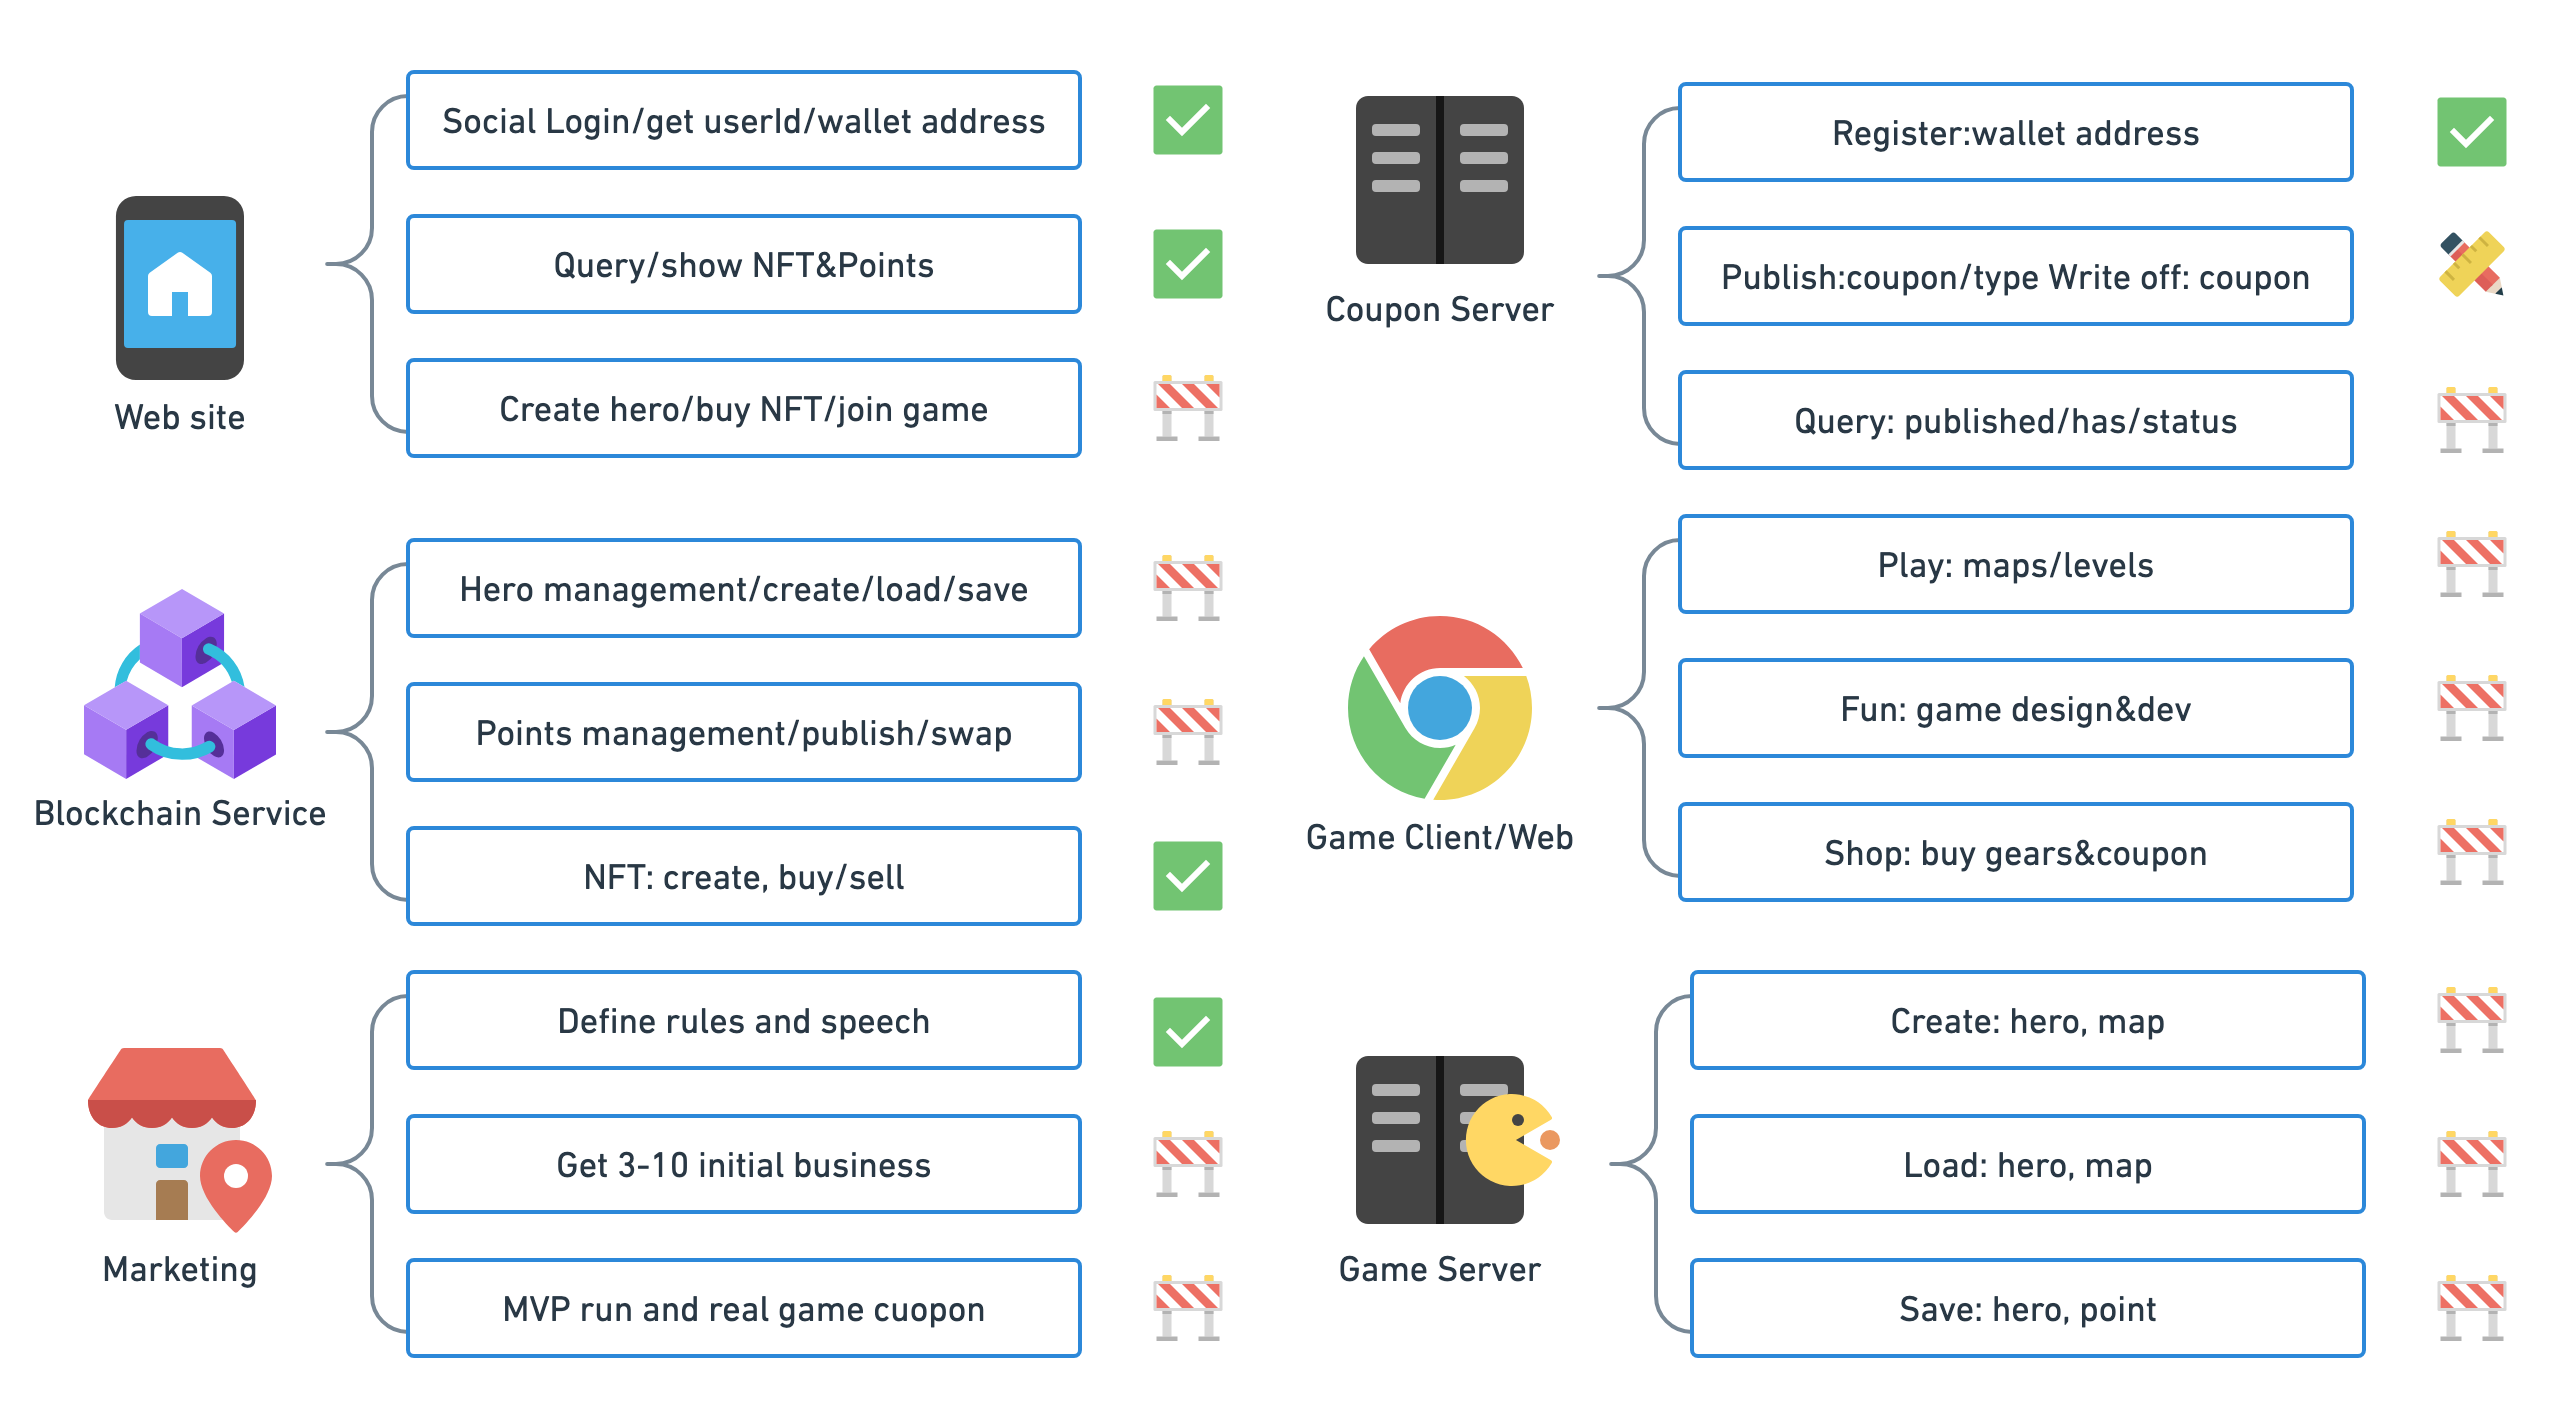 Social Login/get userId/wallet address
Query/show NFT&Points
Create hero/buy NFT/join game
Web site
Hero management/create/load/save
Points management/publish/swap
NFT: create, buy/sell
Blockchain Service
Define rules and speech
Get 3-10 initial business
MVP run and real game cuopon
Marketing
Register:wallet address
Publish:coupon/type Write off: coupon
Query: published/has/status
Coupon Server
Play: maps/levels
Fun: game design&dev
Shop: buy gears&coupon
Game Client/Web
Create: hero, map
Load: hero, map
Save: hero, point
Game Server